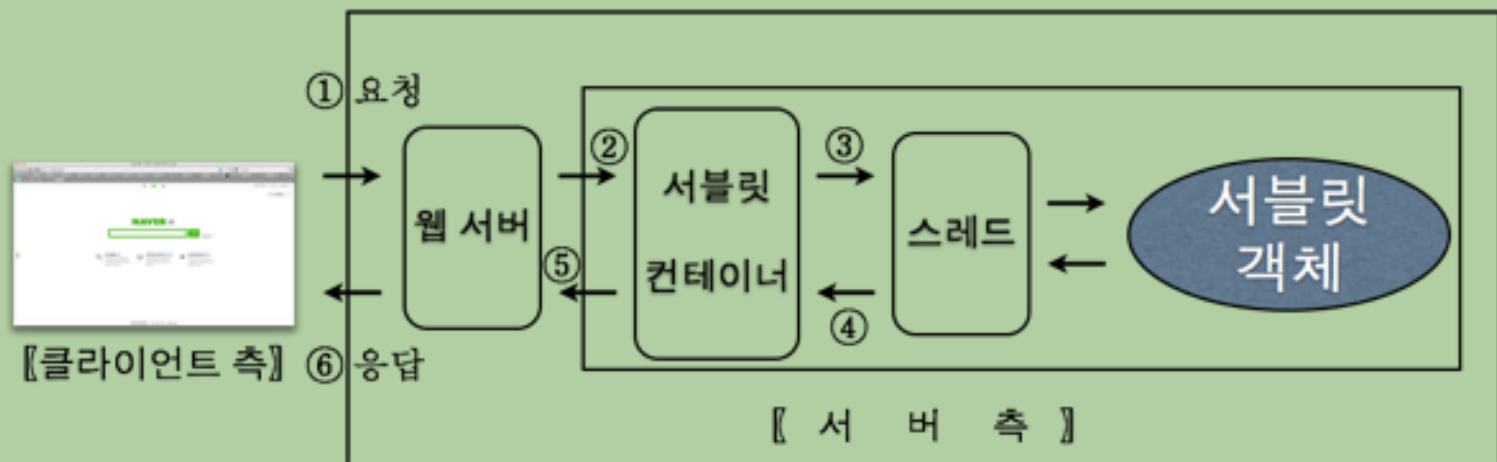 ① 요청
②
③
서블릿
컨테이너
웹 서버
스레드
서블릿
객체
NAVER
⑤
④
〖클라이언트 측〗
⑥ 응답
〖 서 버 측 〗